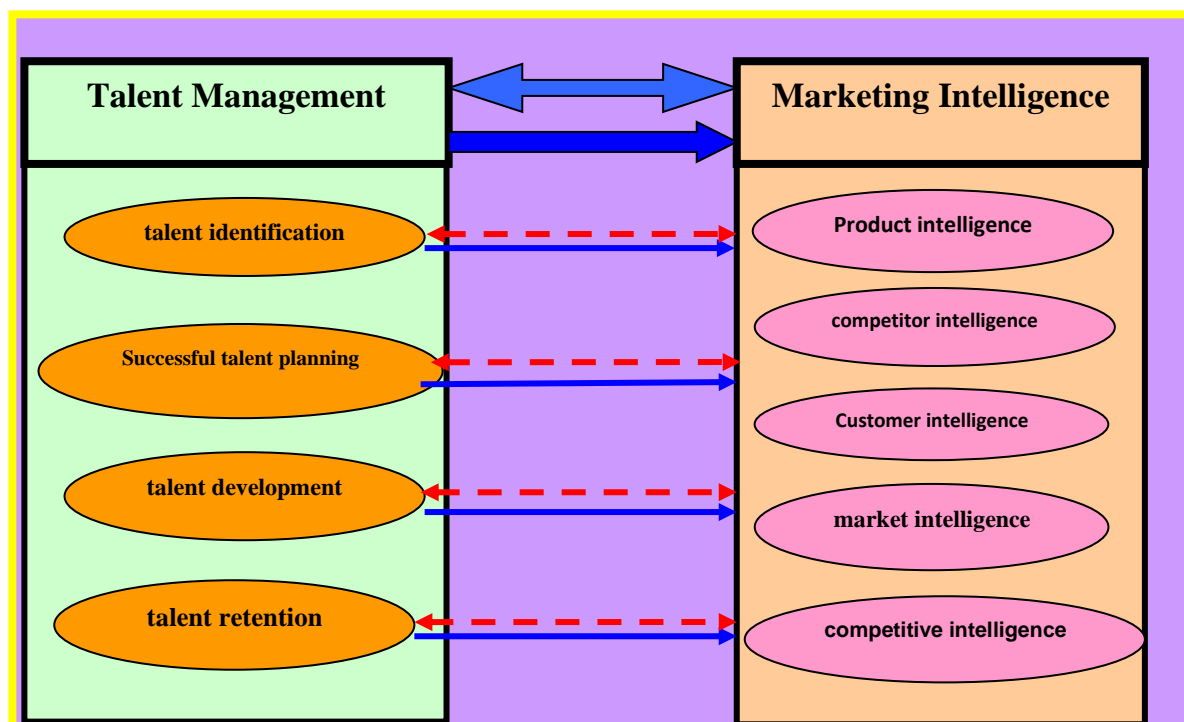 Talent Management
Marketing Intelligence
talent identification
Product intelligence
Successful talent planning
competitor intelligence
Customer intelligence
talent development
market intelligence
talent retention
competitive intelligence